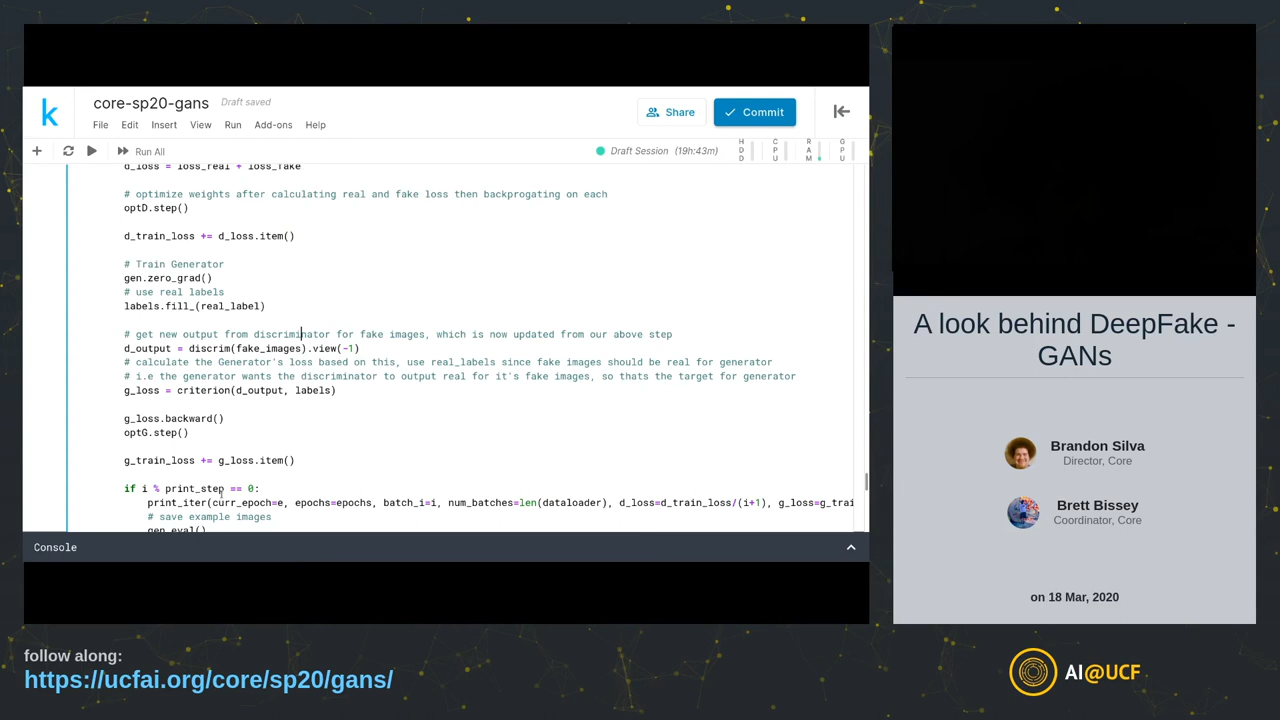 core-sp20-gans Draft saved
File Edit Insert View Run Add-ons Help
Share
Commit
Run All
Draft Session (19h:43m)
HDD
CPU
RAM
GPU
d_loss = loss_real + loss_fake
# optimize weights after calculating real and fake loss then backprogating on each
optD.step()
d_train_loss += d_loss.item()
# Train Generator
gen.zero_grad()
# use real labels
labels.fill_(real_label)
# get new output from discriminator for fake images, which is now updated from our above step
d_output = discrim(fake_images).view(-1)
# calculate the Generator's loss based on this, use real_labels since fake images should be real for generator
# i.e the generator wants the discriminator to output real for it's fake images, so thats the target for generator
g_loss = criterion(d_output, labels)
g_loss.backward()
optG.step()
g_train_loss += g_loss.item()
if i % print_step == 0:
print_iter(curr_epoch=e, epochs=epochs, batch_i=i, num_batches=len(dataloader), d_loss=d_train_loss/(i+1), g_loss=g_trai
# save example images
gen.eval()
Console
A look behind DeepFake -
GANs
Brandon Silva
Director, Core
Brett Bissey
Coordinator, Core
on 18 Mar, 2020
follow along:
https://ucfai.org/core/sp20/gans/
AI@UCF